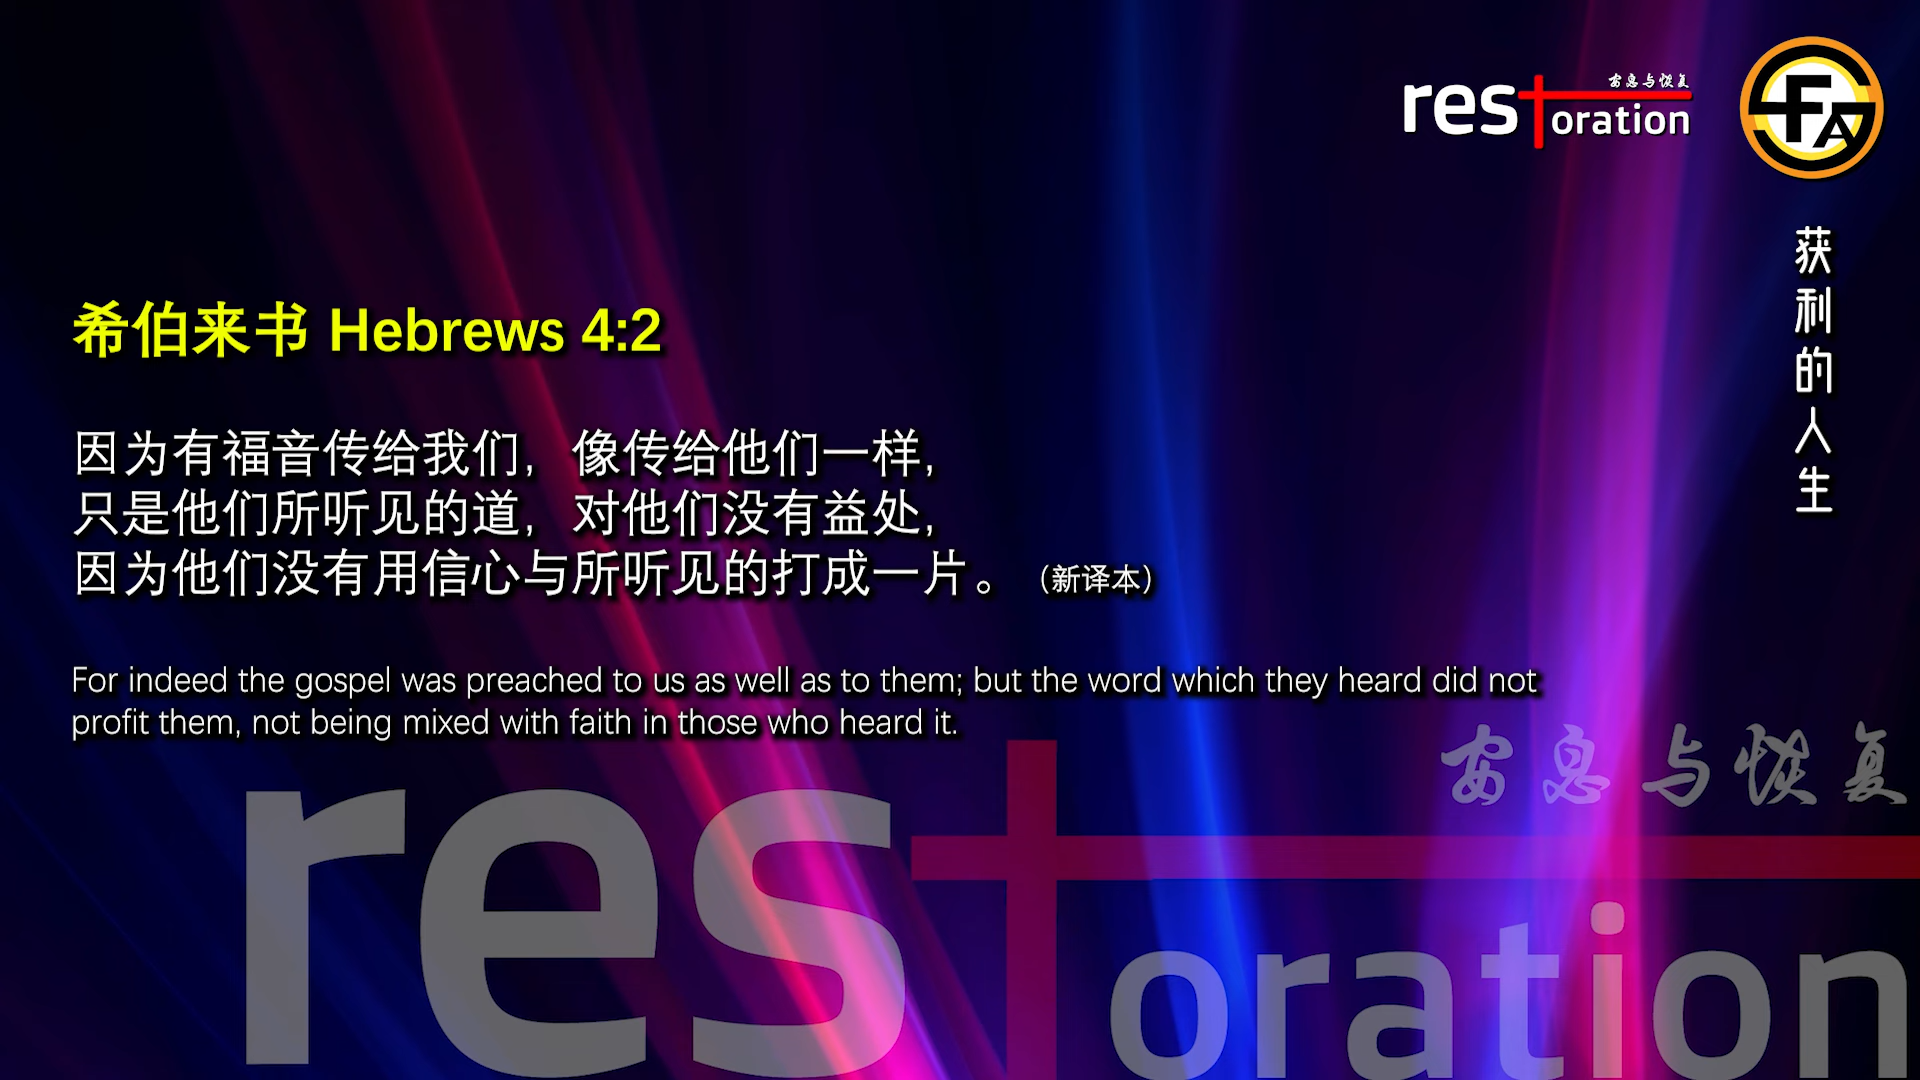 安息与恢复
restoration
SFA
获利的人生
希伯来书 Hebrews 4:2
因为有福音传给我们，像传给他们一样，
只是他们所听见的道，对他们没有益处，
因为他们没有用信心与所听见的打成一片。（新译本）
For indeed the gospel was preached to us as well as to them; but the word which they heard did not
profit them, not being mixed with faith in those who heard it.
安息与恢复
restoration